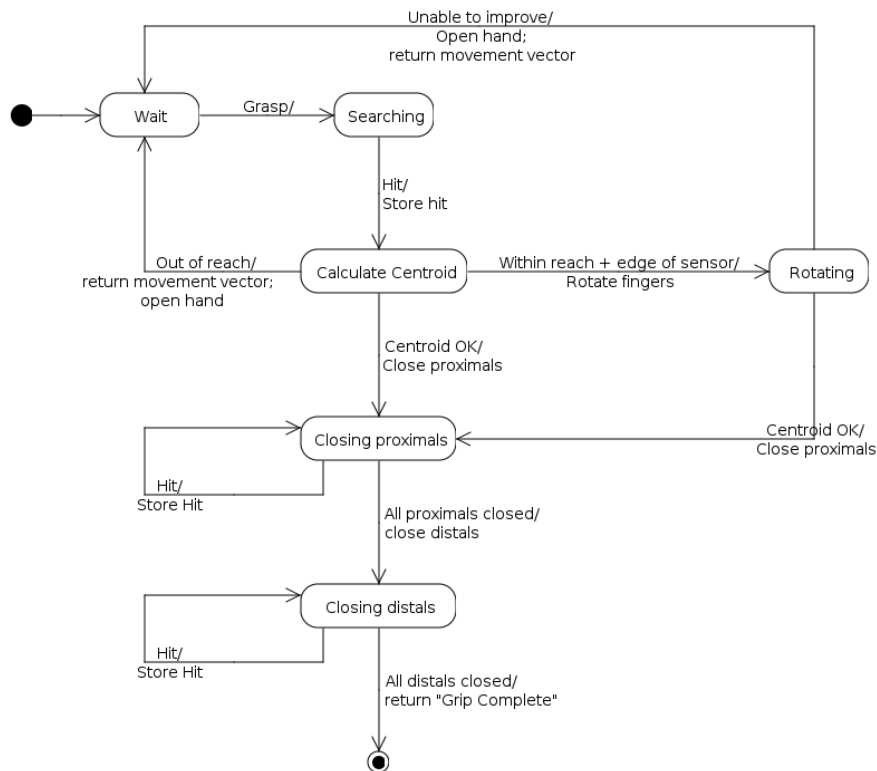 Unable to improve/
Open hand;
return movement vector
Wait
Grasp/
Searching
Hit/
Store hit
Out of reach/
return movement vector;
open hand
Calculate Centroid
Within reach + edge of sensor/
Rotate fingers
Rotating
Centroid OK/
Close proximals
Closing proximals
Centroid OK/
Close proximals
Hit/
Store Hit
All proximals closed/
close distals
Closing distals
Hit/
Store Hit
All distals closed/
return "Grip Complete"